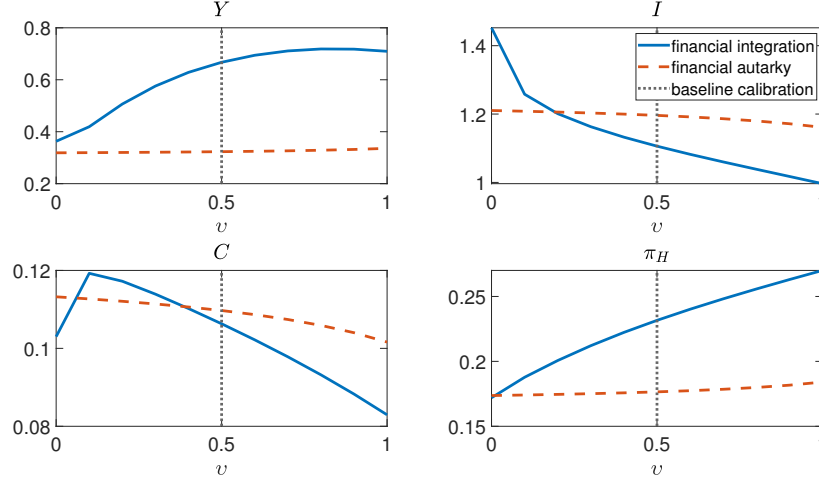 Y
0.8
0.6
0.4
0.2
0
0.5
1
υ
I
1.4
1.2
1
0
0.5
1
υ
financial integration
financial autarky
baseline calibration
C
0.12
0.1
0.08
0
0.5
1
υ
π_H
0.25
0.2
0.15
0
0.5
1
υ